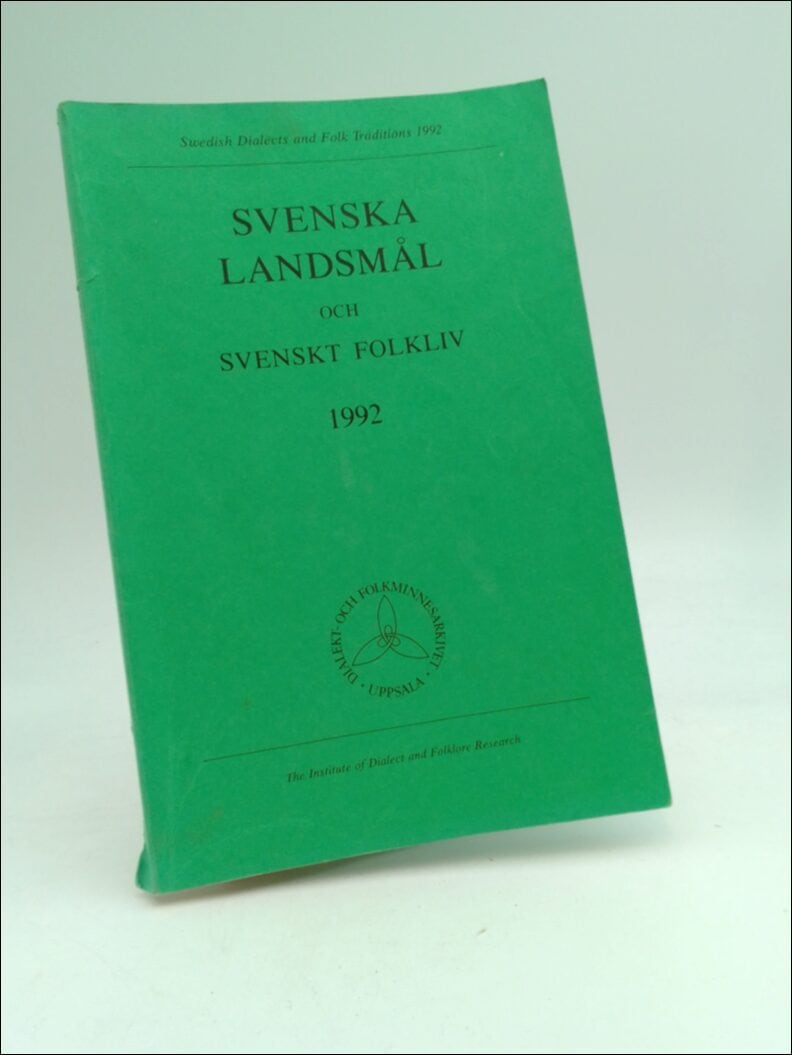 Swedish Dialects and Folk Traditions 1992
SVENSKA
LANDSMÅL
OCH
SVENSKT FOLKLIV
1992
DIALEKT- OCH FOLKMINNESARKIVET
· UPPSALA ·
The Institute of Dialect and Folklore Research